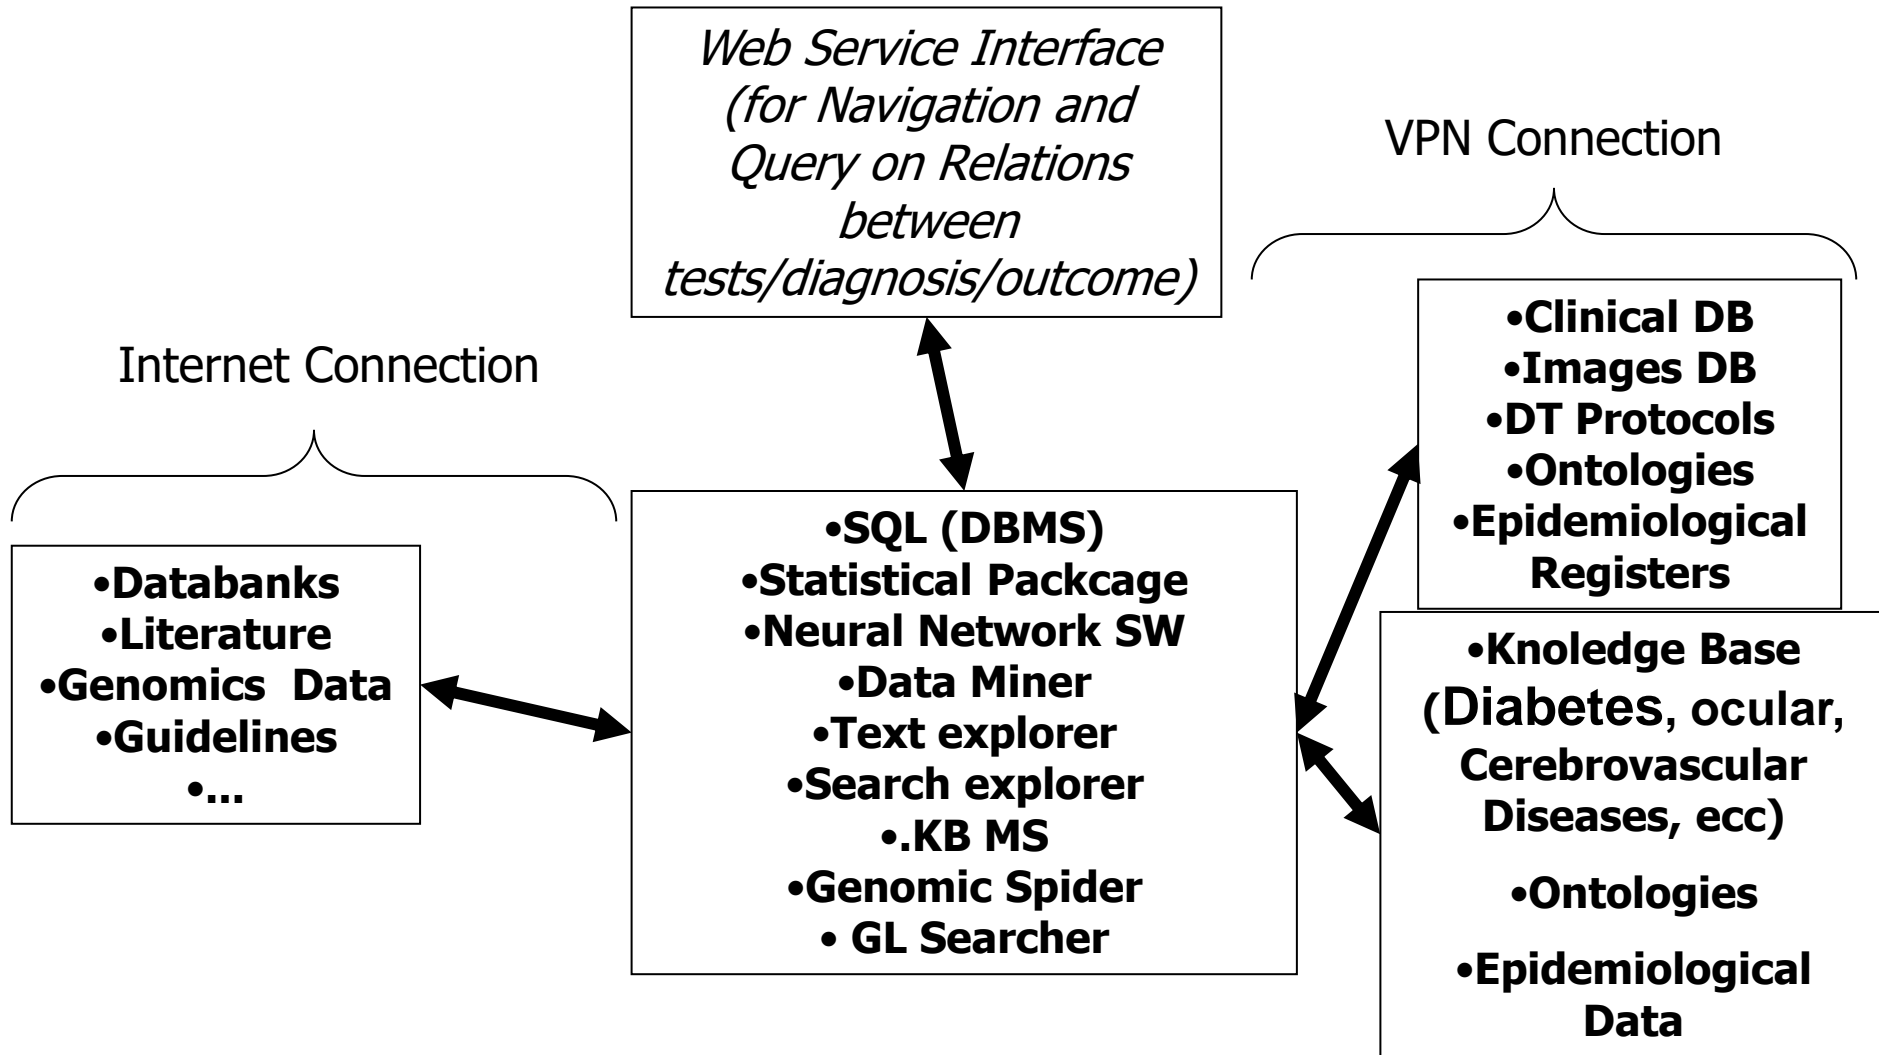 Web Service Interface
(for Navigation and
Query on Relations
between
tests/diagnosis/outcome)
VPN Connection
Internet Connection
•Databanks
•Literature
•Genomics  Data
•Guidelines
•...
•SQL (DBMS)
•Statistical Packcage
•Neural Network SW
•Data Miner
•Text explorer
•Search explorer
•.KB MS
•Genomic Spider
• GL Searcher
•Clinical DB
•Images DB
•DT Protocols
•Ontologies
•Epidemiological
Registers
•Knoledge Base
(Diabetes, ocular,
Cerebrovascular
Diseases, ecc)
•Ontologies
•Epidemiological
Data